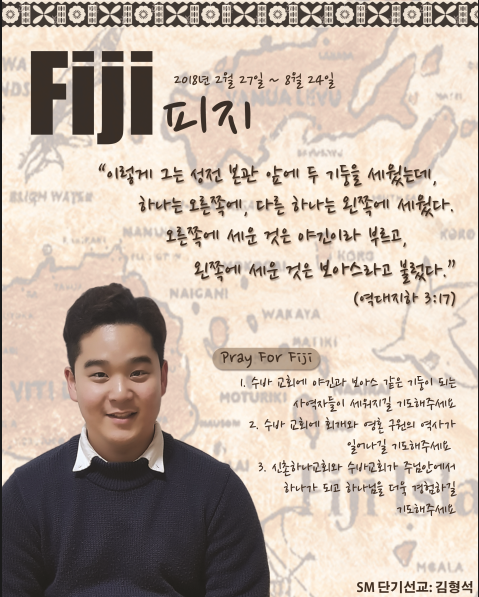 Fiji
2018년 2월 27일 ~ 8월 24일
피지
“이렇게 그는 성전 본관 앞에 두 기둥을 세웠는데,
하나는 오른쪽에, 다른 하나는 왼쪽에 세웠다.
오른쪽에 세운 것은 야긴이라 부르고,
왼쪽에 세운 것은 보아스라고 불렀다.”
(역대지하 3:17)
Pray For Fiji
1. 수바 교회에 야긴과 보아스 같은 기둥이 되는
사역자들이 세워지길 기도해주세요
2. 수바 교회에 회개와 영혼 구원의 역사가
일어나길 기도해주세요
3. 신촌하나교회와 수바교회가 주님안에서
하나가 되고 하나님을 더욱 경험하길
기도해주세요
VANUA LEVU
NAIGANI
WAKAYA
VITI
MOTURIKI
KORO
MOALA
Fiji Isla
SM 단기선교: 김형석